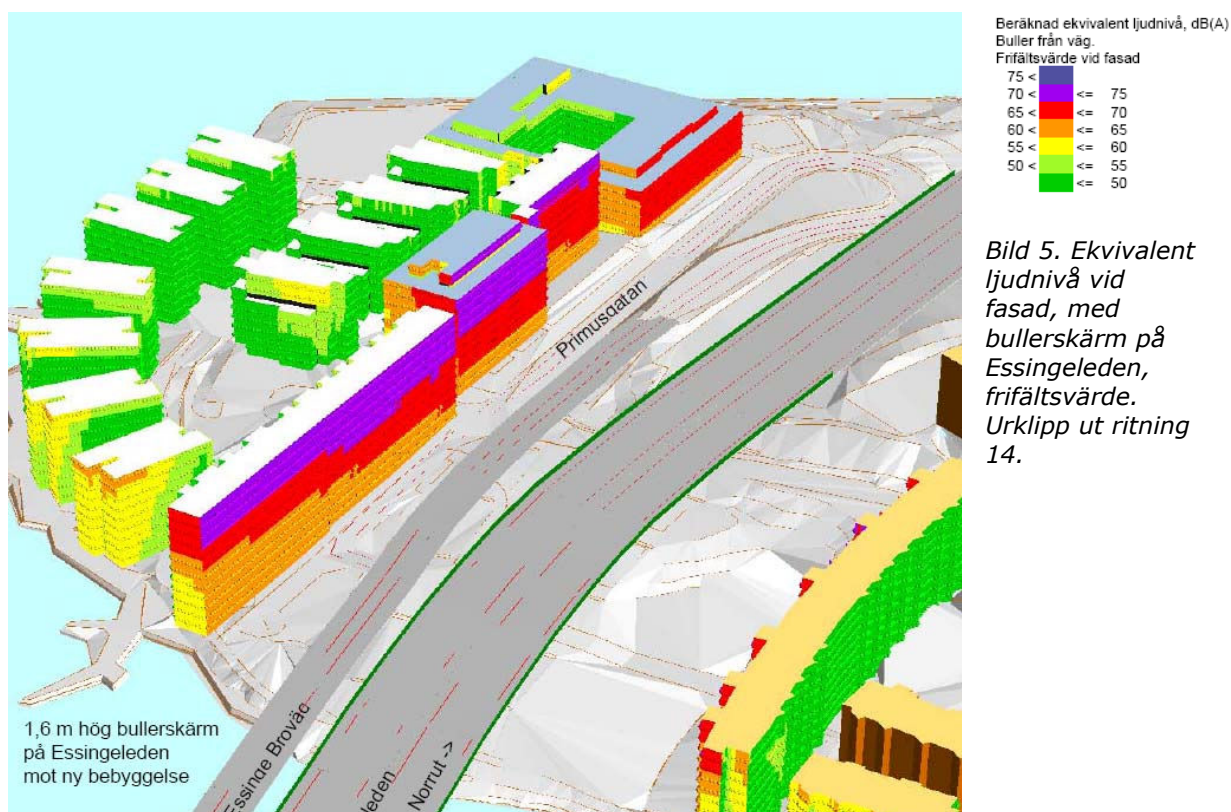 Beräknad ekvivalent ljudnivå, dB(A)
Buller från väg.
Frifältsvärde vid fasad
75 <
70 < <= 75
65 < <= 70
60 < <= 65
55 < <= 60
50 < <= 55
<= 50
Bild 5. Ekvivalent
ljudnivå vid
fasad, med
bullerskärm på
Essingeleden,
frifältsvärde.
Urklipp ut ritning
14.
Primusgatan
Essinge Broväg
leden
Norrut ->
1,6 m hög bullerskärm
på Essingeleden
mot ny bebyggelse